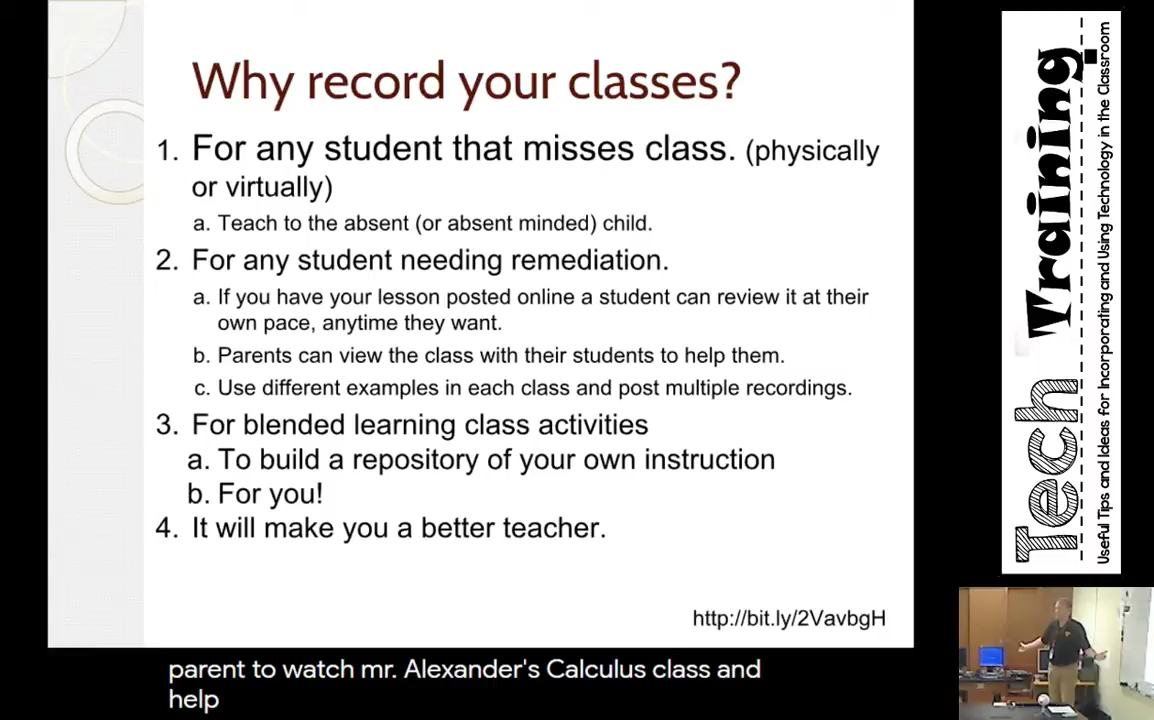 Why record your classes?
1. For any student that misses class. (physically
or virtually)
a. Teach to the absent (or absent minded) child.
2. For any student needing remediation.
a. If you have your lesson posted online a student can review it at their
own pace, anytime they want.
b. Parents can view the class with their students to help them.
c. Use different examples in each class and post multiple recordings.
3. For blended learning class activities
a. To build a repository of your own instruction
b. For you!
4. It will make you a better teacher.
http://bit.ly/2VavbgH
parent to watch mr. Alexander's Calculus class and
help
Tech Training
Useful Tips and Ideas for Incorporating and Using Technology in the Classroom